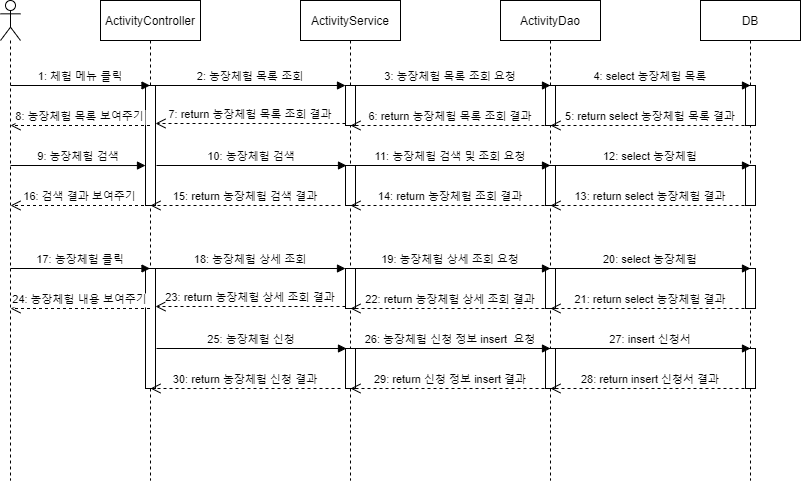 ActivityController
ActivityService
ActivityDao
DB
1: 체험 메뉴 클릭
2: 농장체험 목록 조회
3: 농장체험 목록 조회 요청
4: select 농장체험 목록
8: 농장체험 목록 보여주기
7: return 농장체험 목록 조회 결과
6: return 농장체험 목록 조회 결과
5: return select 농장체험 목록 결과
9: 농장체험 검색
10: 농장체험 검색
11: 농장체험 검색 및 조회 요청
12: select 농장체험
16: 검색 결과 보여주기
15: return 농장체험 검색 결과
14: return 농장체험 조회 결과
13: return select 농장체험 결과
17: 농장체험 클릭
18: 농장체험 상세 조회
19: 농장체험 상세 조회 요청
20: select 농장체험
24: 농장체험 내용 보여주기
23: return 농장체험 상세 조회 결과
22: return 농장체험 상세 조회 결과
21: return select 농장체험 결과
25: 농장체험 신청
26: 농장체험 신청 정보 insert 요청
27: insert 신청서
30: return 농장체험 신청 결과
29: return 신청 정보 insert 결과
28: return insert 신청서 결과